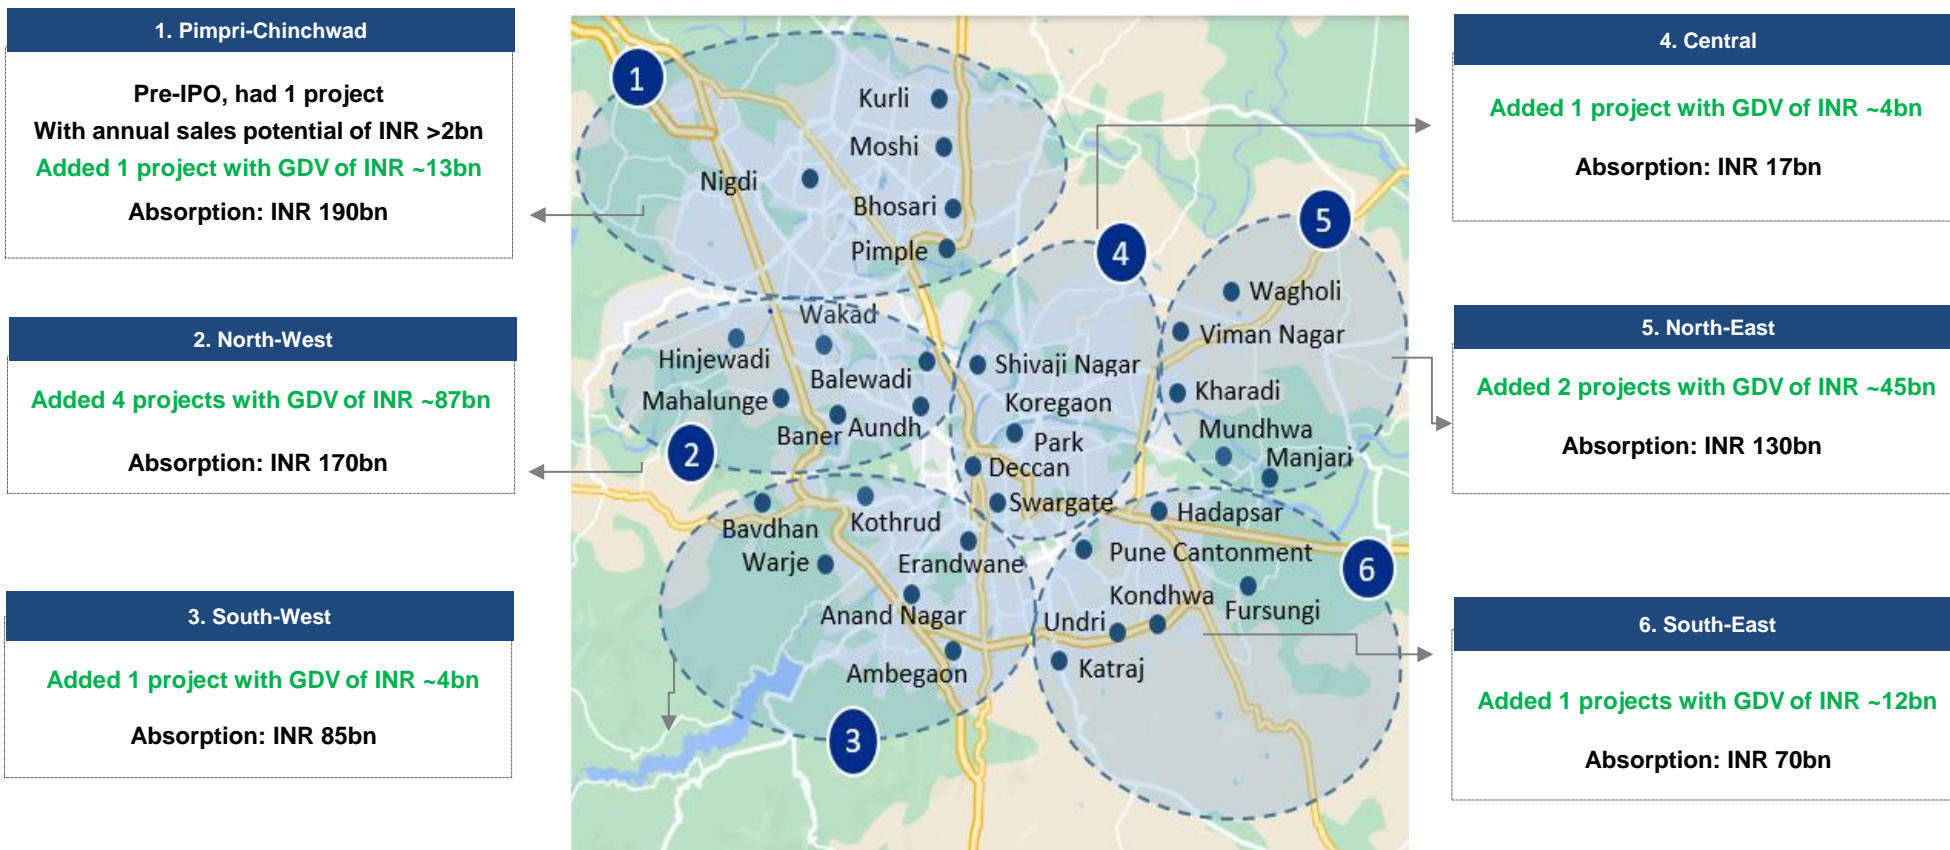 1. Pimpri-Chinchwad
Pre-IPO, had 1 project
With annual sales potential of INR >2bn
Added 1 project with GDV of INR ~13bn
Absorption: INR 190bn
2. North-West
Added 4 projects with GDV of INR ~87bn
Absorption: INR 170bn
3. South-West
Added 1 project with GDV of INR ~4bn
Absorption: INR 85bn
1
Kurli
Moshi
Nigdi
Bhosari
Pimple
2
Wakad
Hinjewadi
Balewadi
Mahalunge
Baner
Aundh
3
Bavdhan
Kothrud
Warje
Erandwane
Anand Nagar
Ambegaon
4
Shivaji Nagar
Koregaon
Park
Deccan
Swargate
5
Wagholi
Viman Nagar
Kharadi
Mundhwa
Manjari
6
Hadapsar
Pune Cantonment
Kondhwa
Fursungi
Undri
Katraj
4. Central
Added 1 project with GDV of INR ~4bn
Absorption: INR 17bn
5. North-East
Added 2 projects with GDV of INR ~45bn
Absorption: INR 130bn
6. South-East
Added 1 projects with GDV of INR ~12bn
Absorption: INR 70bn